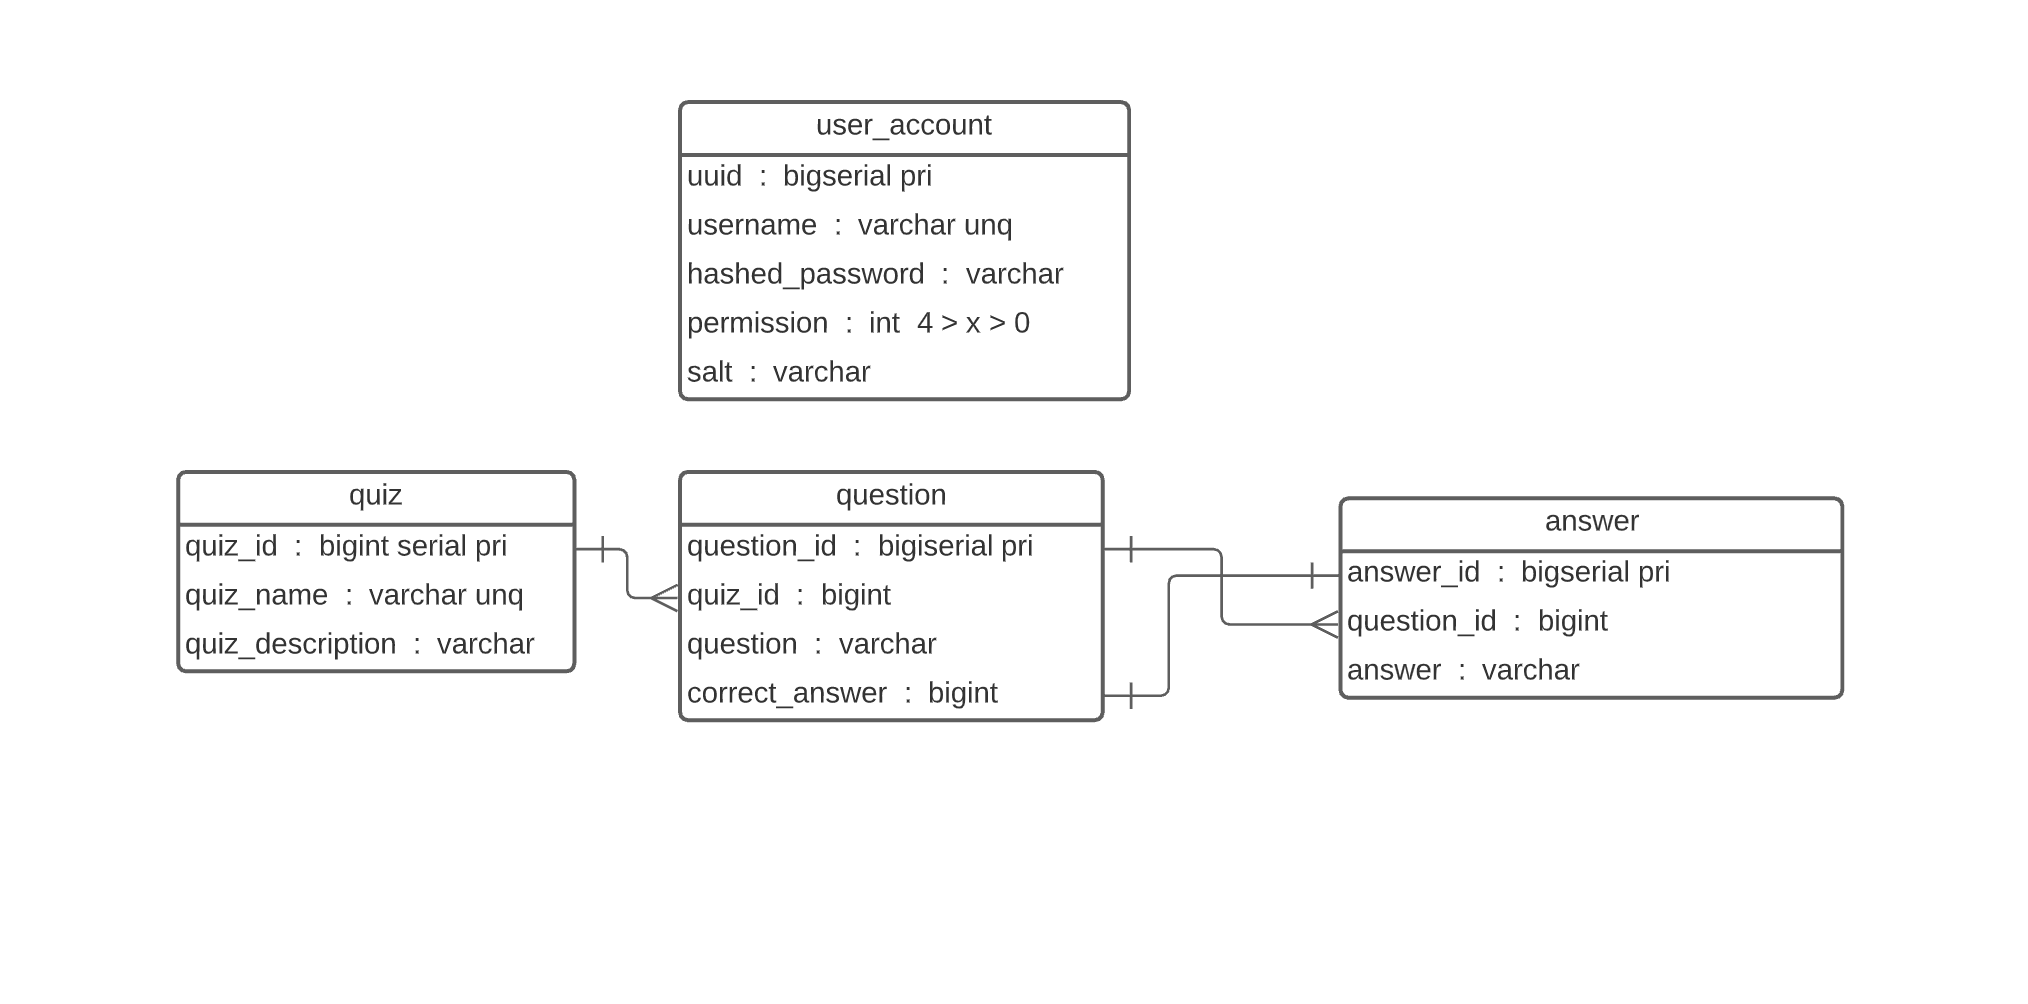 user_account
uuid : bigserial pri
username : varchar unq
hashed_password : varchar
permission : int 4 > x > 0
salt : varchar
quiz
quiz_id : bigint serial pri
quiz_name : varchar unq
quiz_description : varchar
question
question_id : bigiserial pri
quiz_id : bigint
question : varchar
correct_answer : bigint
answer
answer_id : bigserial pri
question_id : bigint
answer : varchar